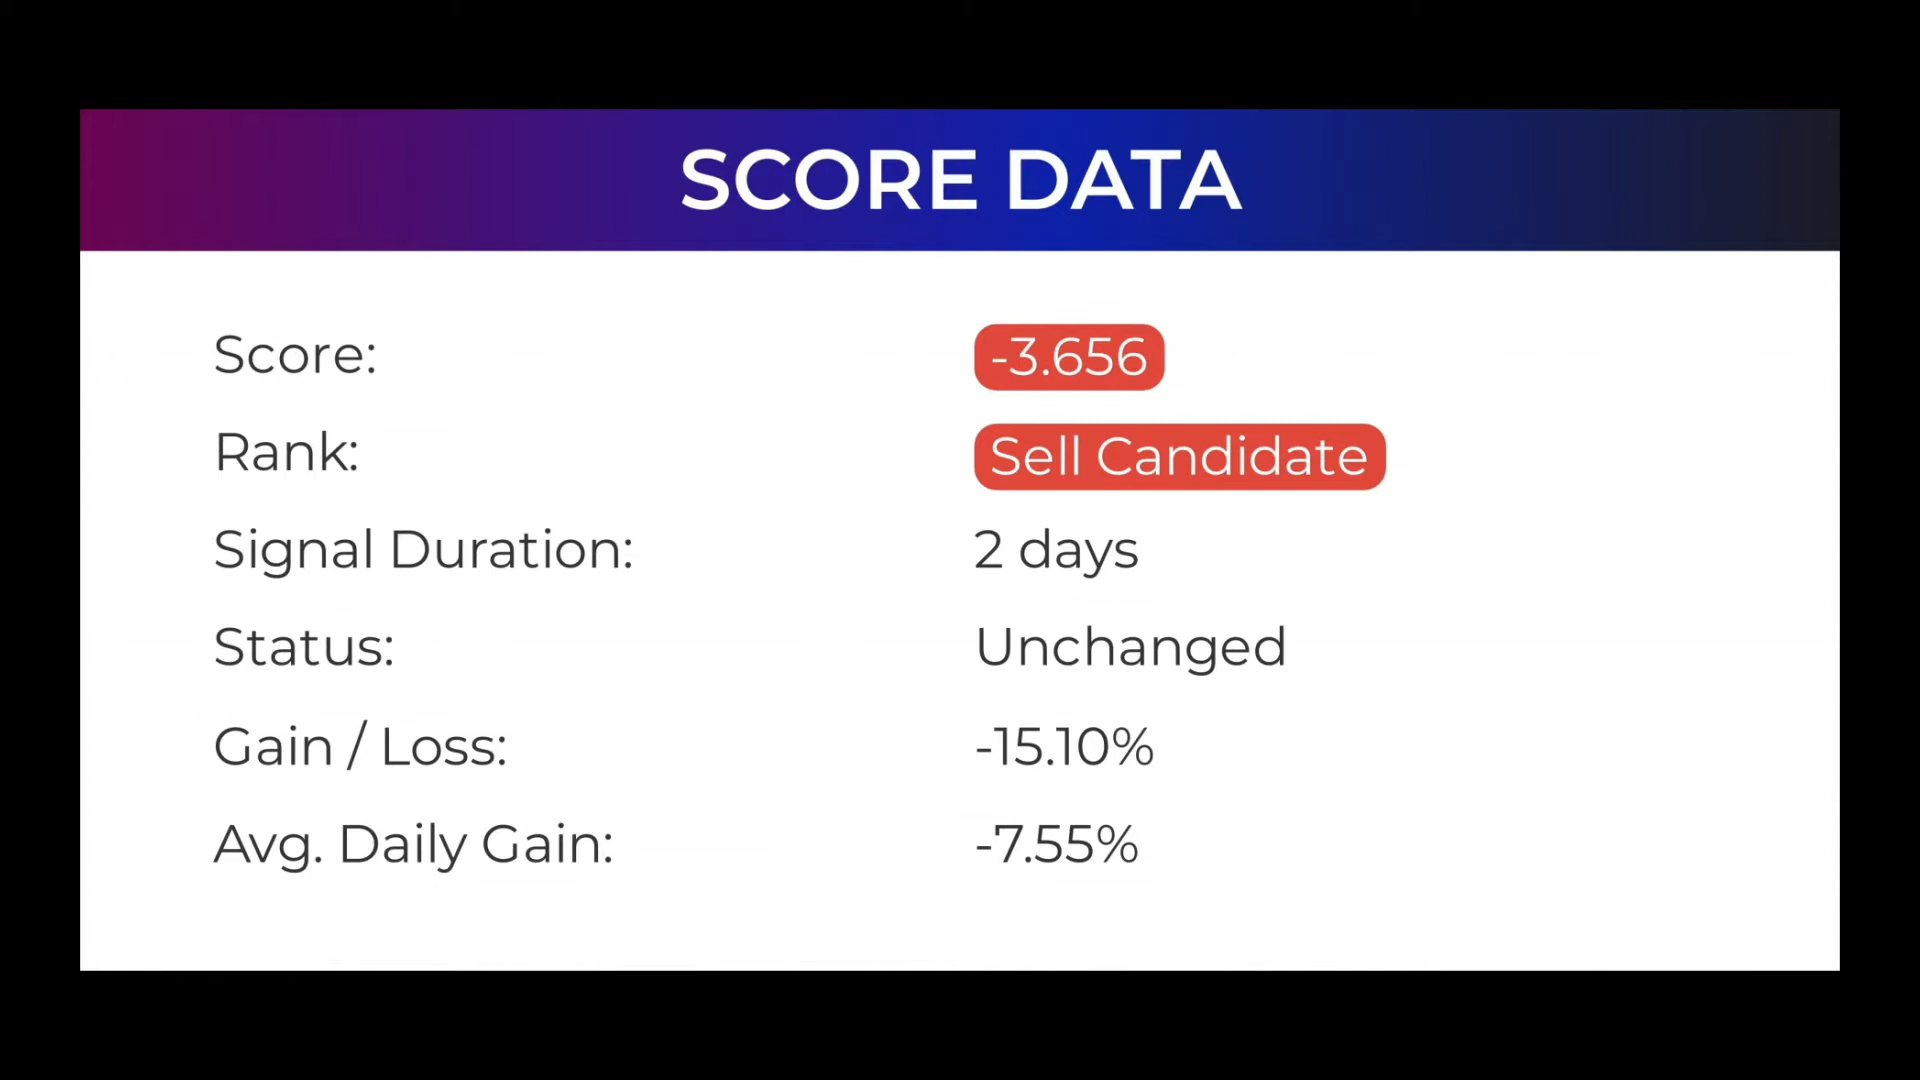 SCORE DATA
Score: -3.656
Rank: Sell Candidate
Signal Duration: 2 days
Status: Unchanged
Gain / Loss: -15.10%
Avg. Daily Gain: -7.55%